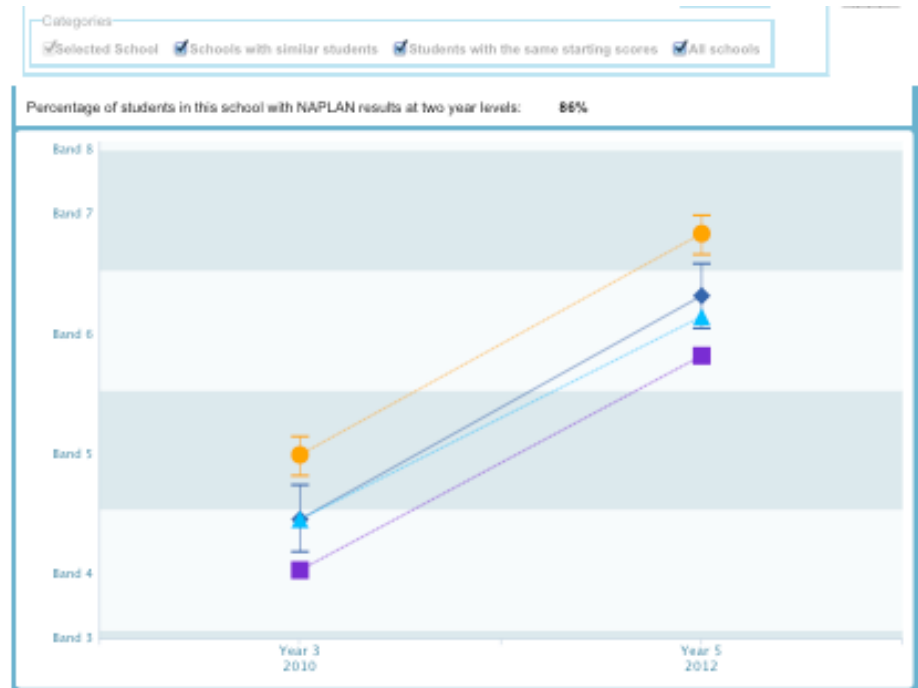 Categories
Selected School Schools with similar students Students with the same starting scores All schools
Percentage of students in this school with NAPLAN results at two year levels: 86%
Band 8
Band 7
Band 6
Band 5
Band 4
Band 3
Year 3 Year 5
2010 2012